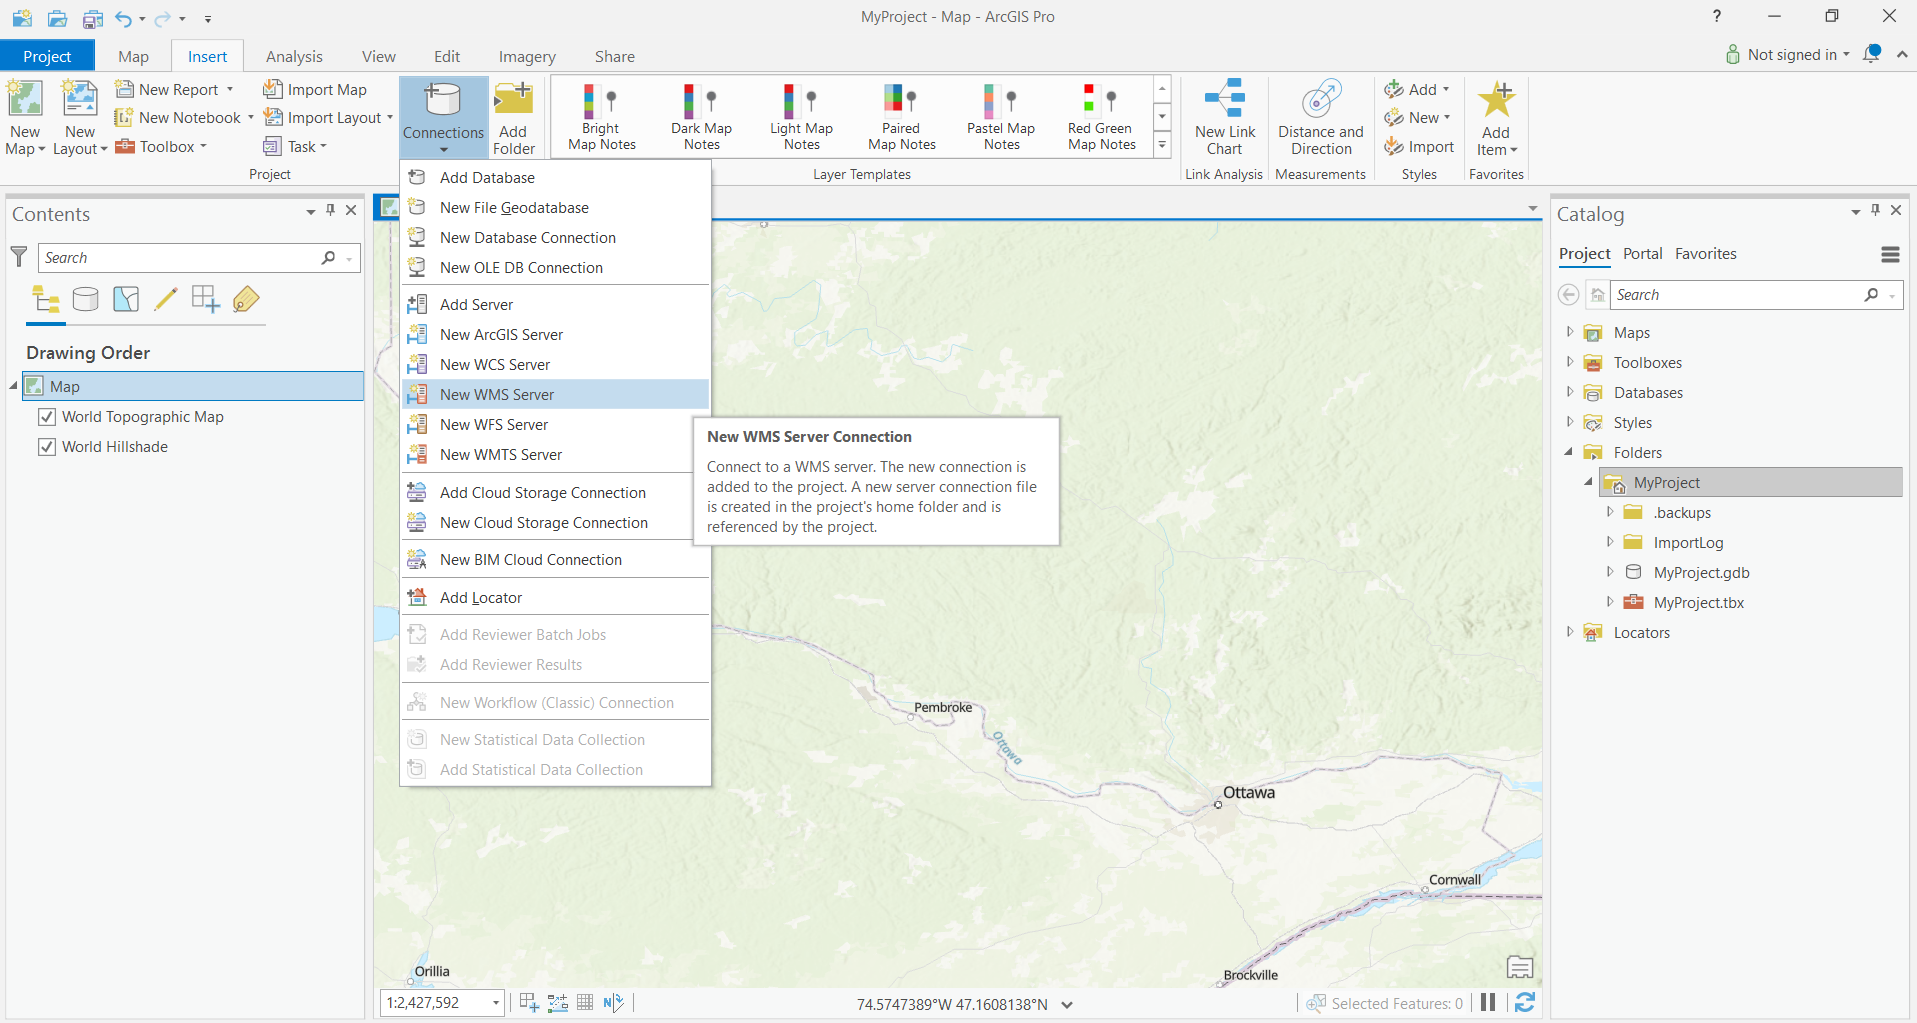 MyProject - Map - ArcGIS Pro
?
Project
Map
Insert
Analysis
View
Edit
Imagery
Share
Not signed in
New
Map
New
Layout
New Report
New Notebook
Toolbox
Import Map
Import Layout
Task
Project
Connections
Add
Folder
Bright
Map Notes
Dark Map
Notes
Light Map
Notes
Paired
Map Notes
Pastel Map
Notes
Red Green
Map Notes
Layer Templates
New Link
Chart
Link Analysis
Distance and
Direction
Measurements
Add
New
Import
Styles
Add
Item
Favorites
Contents
Search
Drawing Order
Map
World Topographic Map
World Hillshade
Add Database
New File Geodatabase
New Database Connection
New OLE DB Connection
Add Server
New ArcGIS Server
New WCS Server
New WMS Server
New WFS Server
New WMTS Server
Add Cloud Storage Connection
New Cloud Storage Connection
New BIM Cloud Connection
Add Locator
Add Reviewer Batch Jobs
Add Reviewer Results
New Workflow (Classic) Connection
New Statistical Data Collection
Add Statistical Data Collection
New WMS Server Connection
Connect to a WMS server. The new connection is
added to the project. A new server connection file
is created in the project's home folder and is
referenced by the project.
Pembroke
Ottawa
Ottawa
Cornwall
Orillia
Brockville
1:2,427,592
N
74.5747389°W 47.1608138°N
Selected Features: 0
Catalog
Project
Portal
Favorites
Search
Maps
Toolboxes
Databases
Styles
Folders
MyProject
.backups
ImportLog
MyProject.gdb
MyProject.tbx
Locators